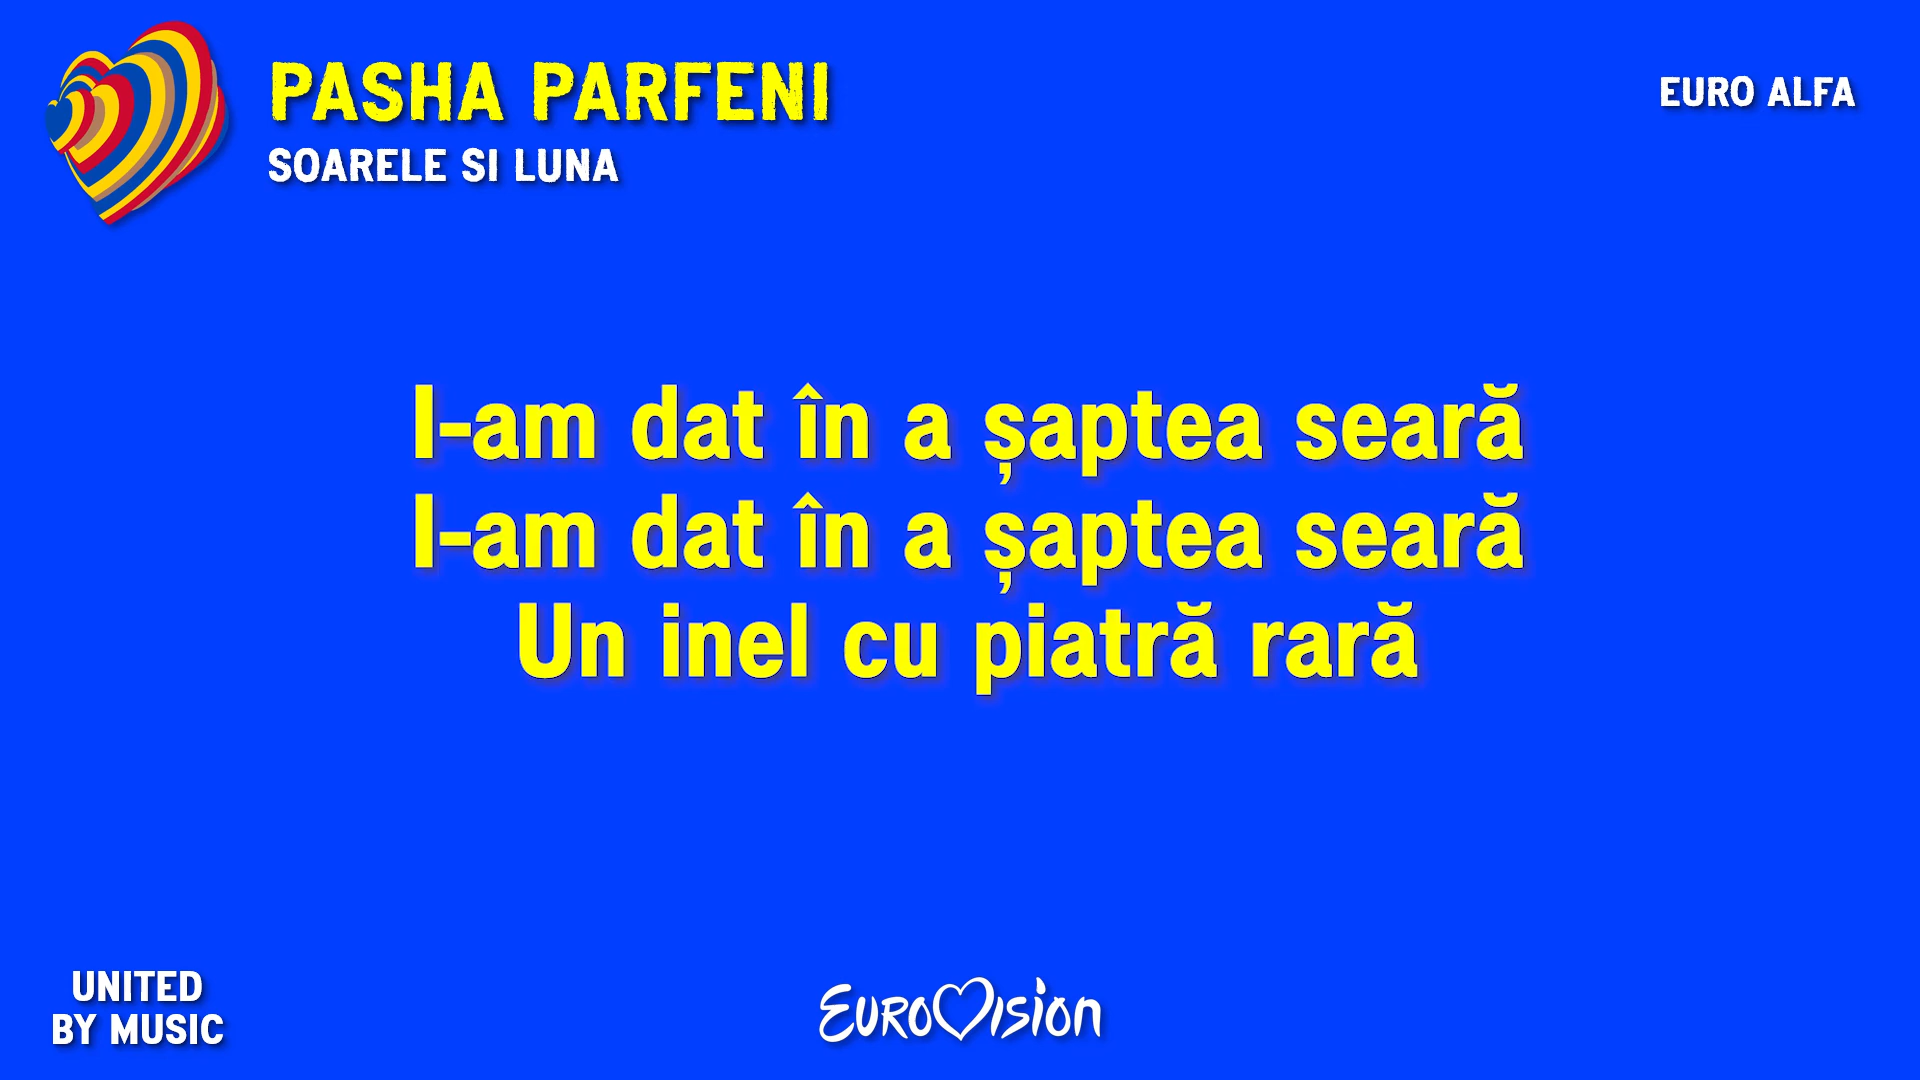 PASHA PARFENI
SOARELE SI LUNA
EURO ALFA
I-am dat în a șaptea seară
I-am dat în a șaptea seară
Un inel cu piatră rară
UNITED
BY MUSIC
EUROVISION